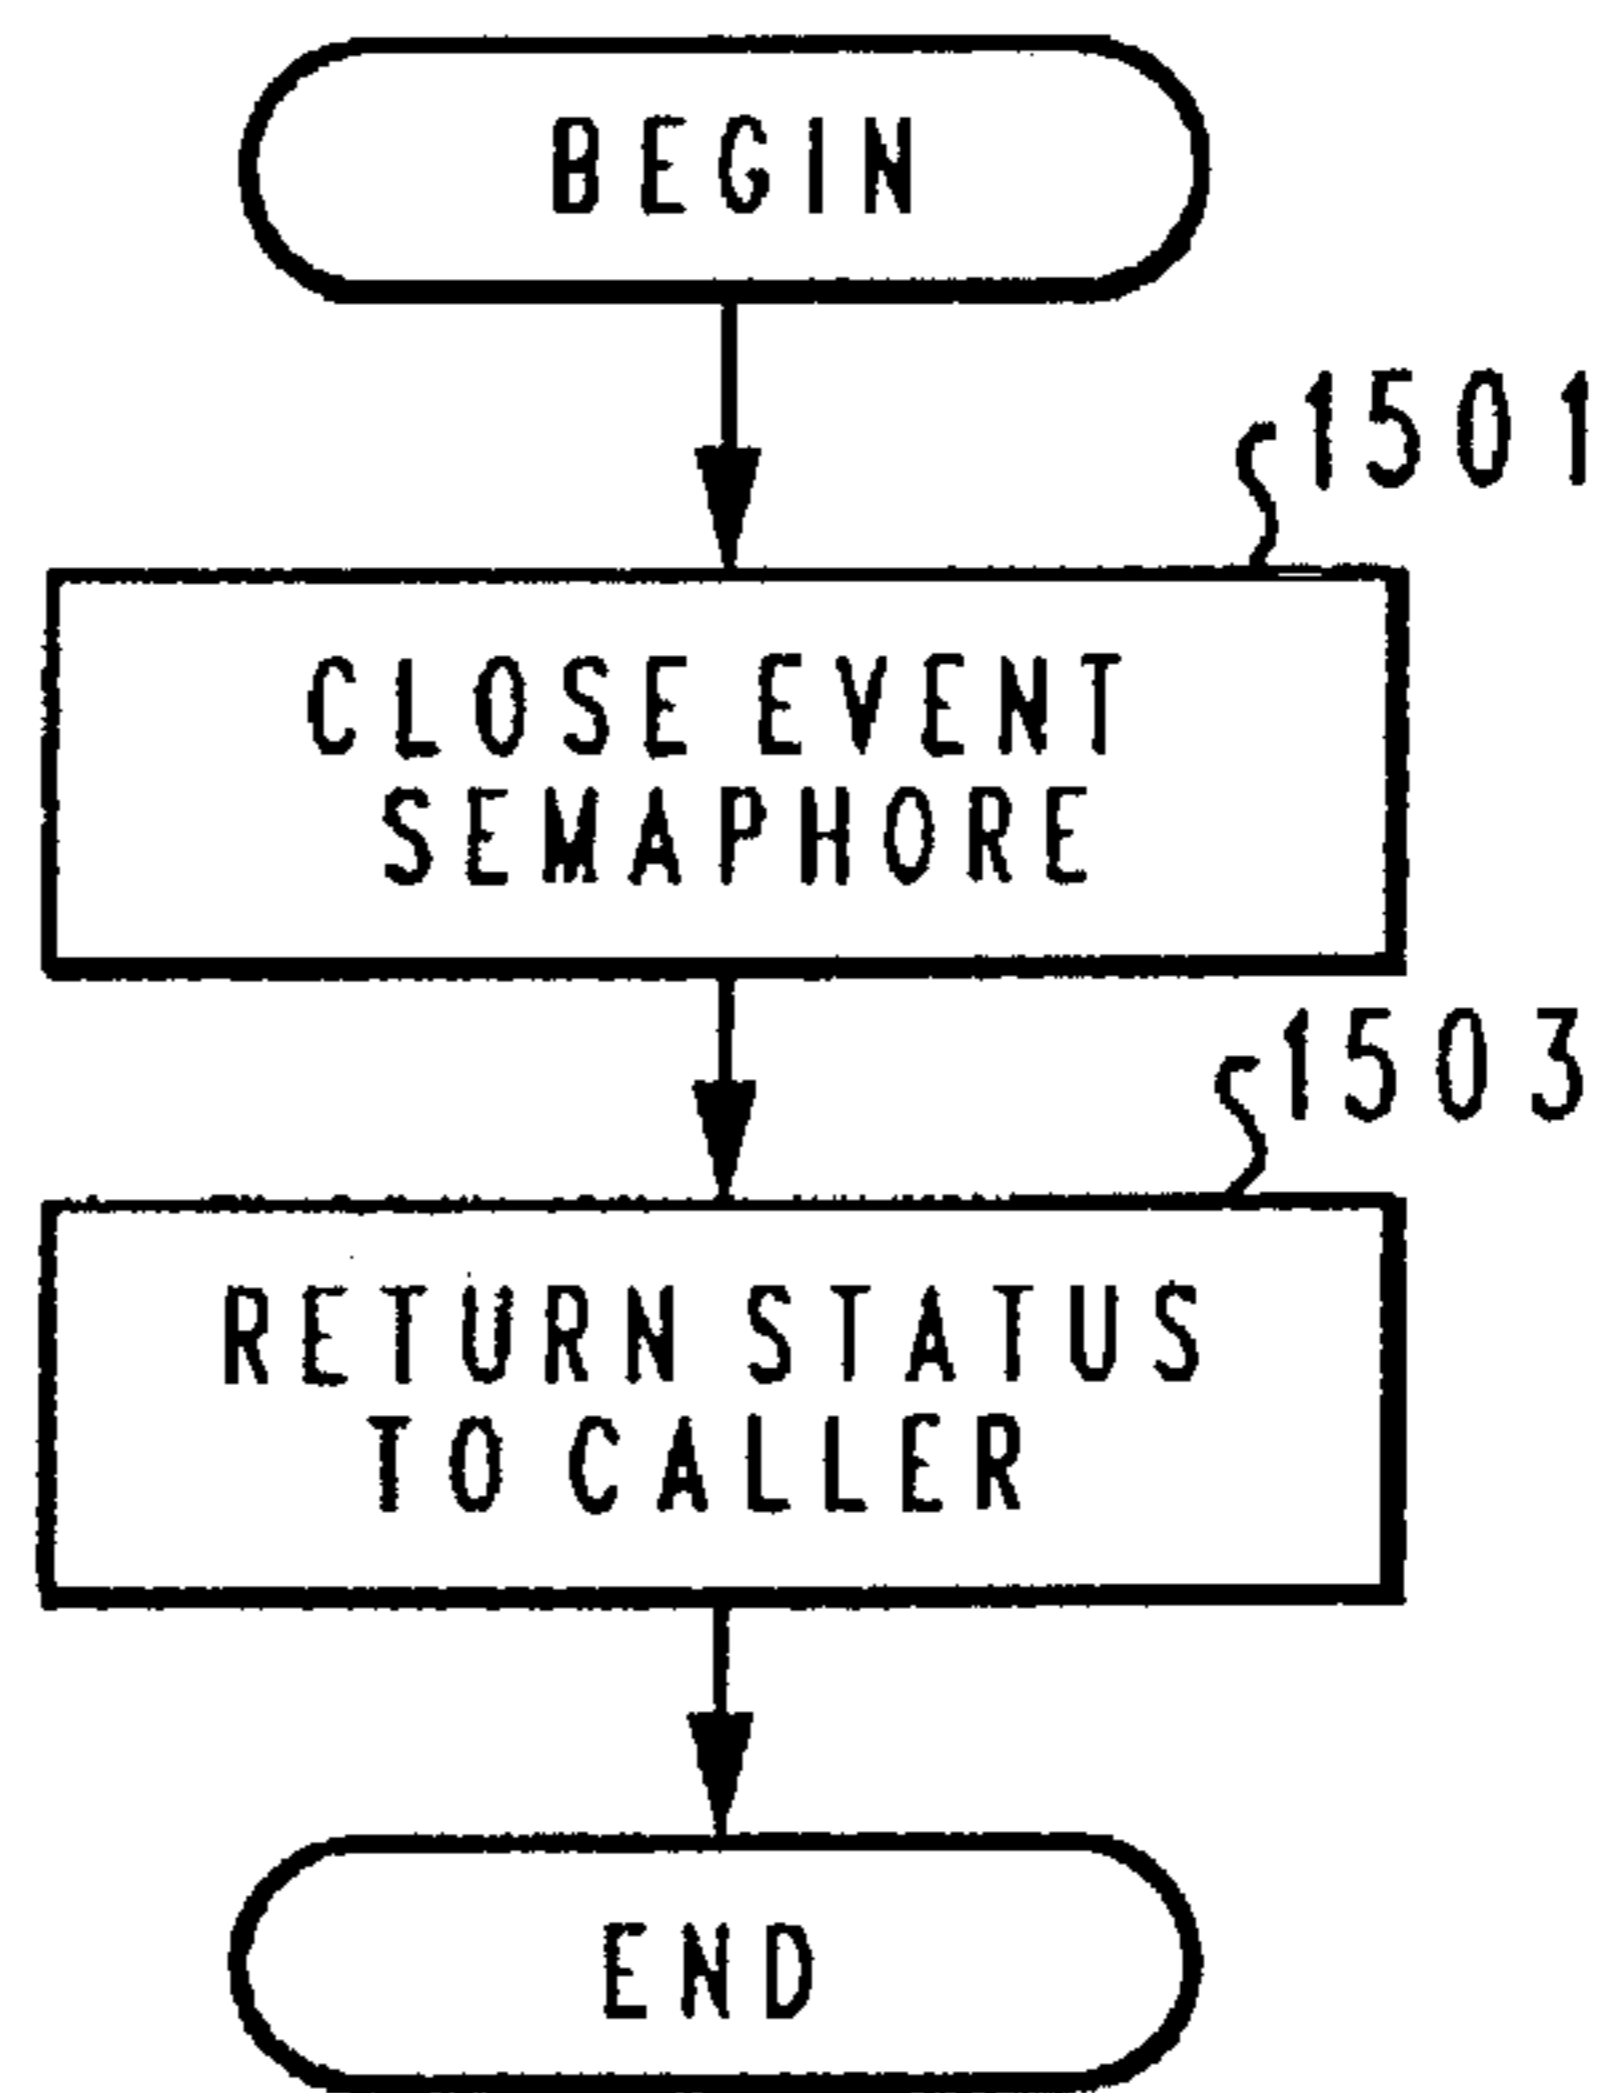 BEGIN
1501
CLOSE EVENT
SEMAPHORE
1503
RETURN STATUS
TO CALLER
END